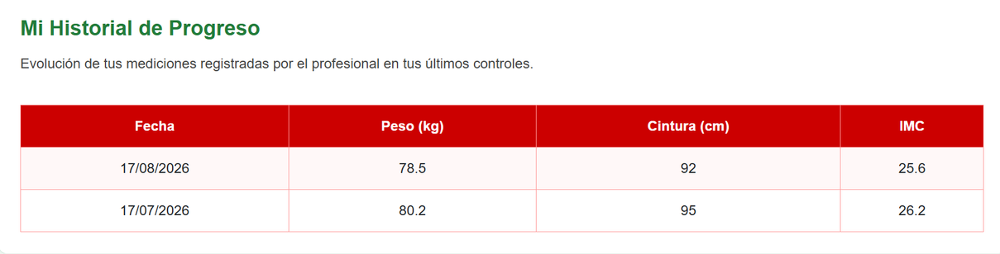 Mi Historial de Progreso
Evolución de tus mediciones registradas por el profesional en tus últimos controles.
Fecha Peso (kg) Cintura (cm) IMC
17/08/2026 78.5 92 25.6
17/07/2026 80.2 95 26.2